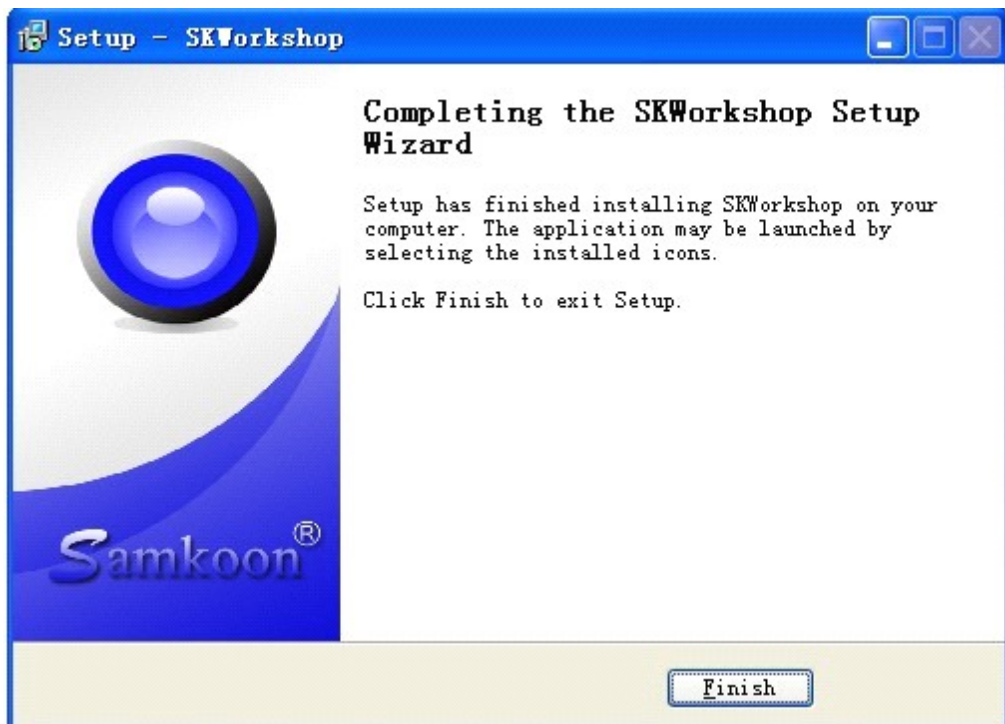 Setup - SKWorkshop
Completing the SKWorkshop Setup
Wizard
Setup has finished installing SKWorkshop on your
computer. The application may be launched by
selecting the installed icons.
Click Finish to exit Setup.
Samkoon®
Finish